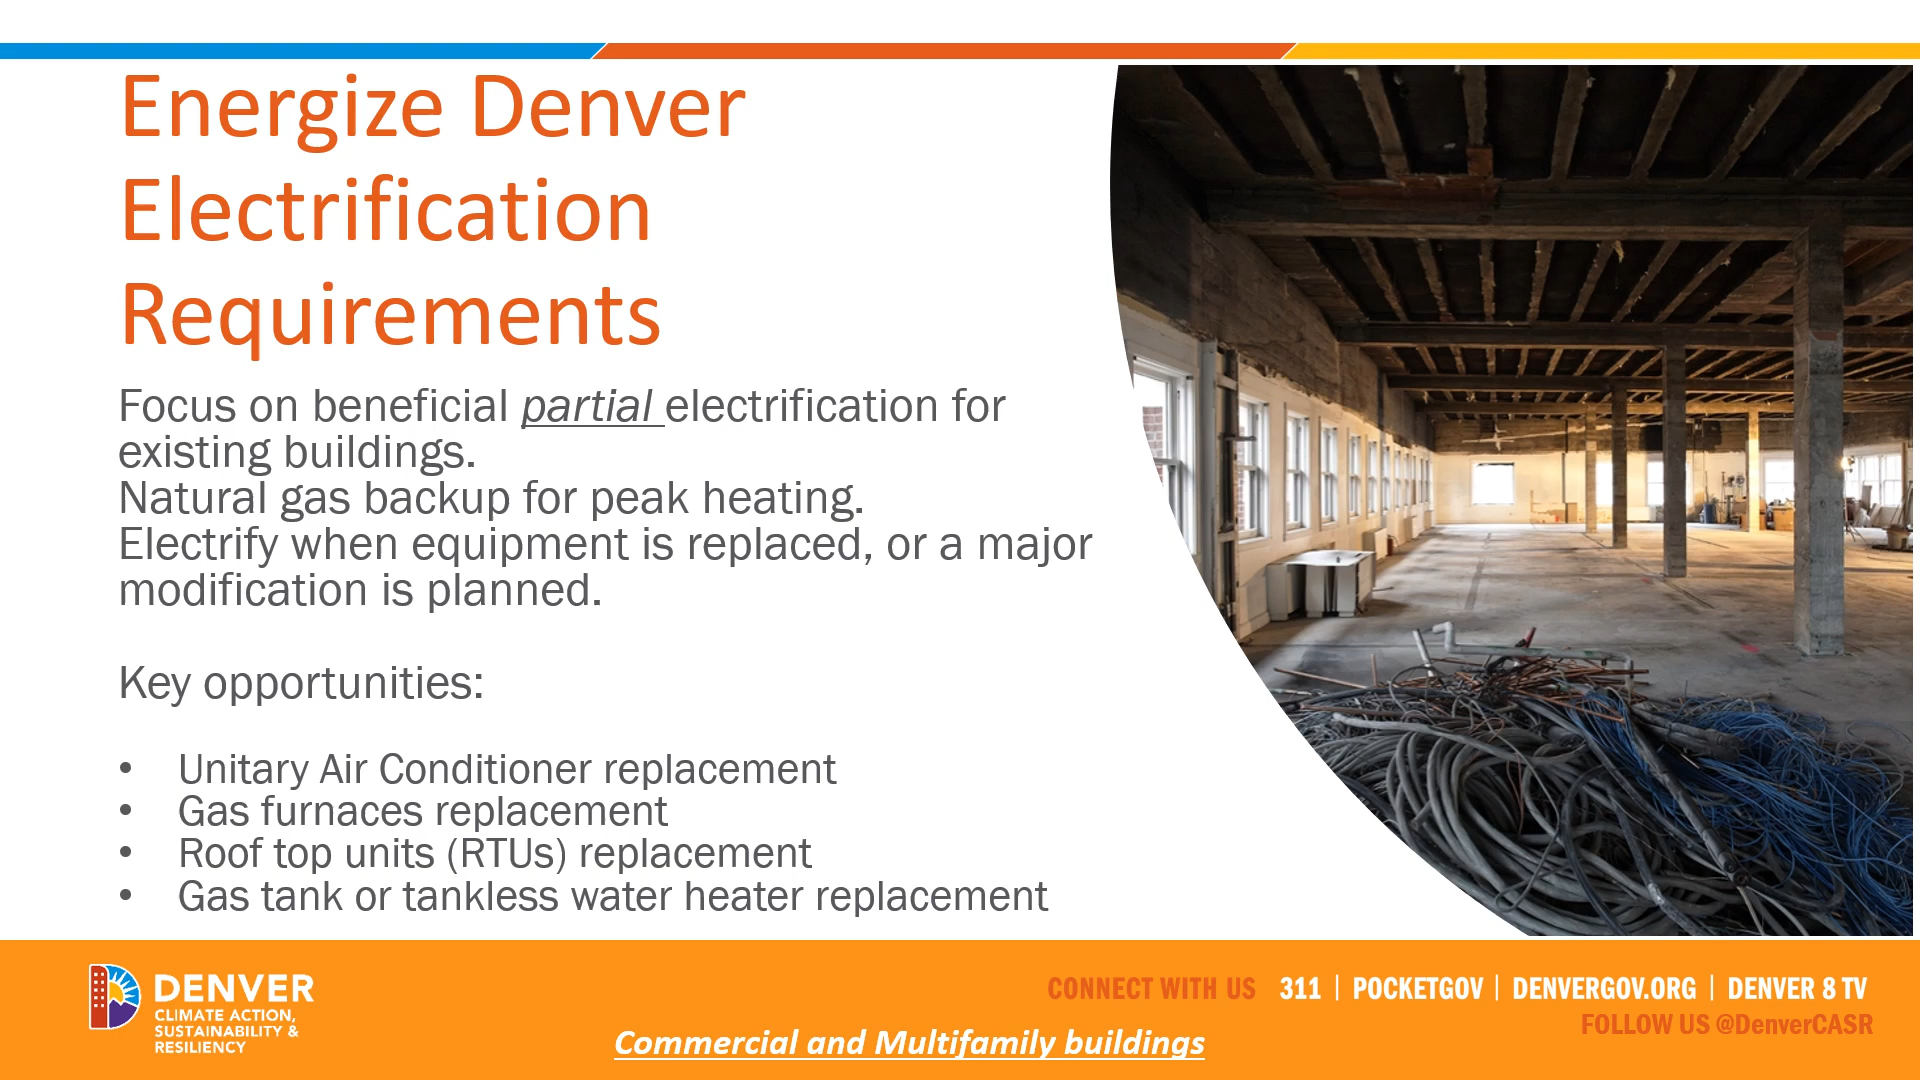 Energize Denver
Electrification
Requirements
Focus on beneficial partial electrification for
existing buildings.
Natural gas backup for peak heating.
Electrify when equipment is replaced, or a major
modification is planned.
Key opportunities:
• Unitary Air Conditioner replacement
• Gas furnaces replacement
• Roof top units (RTUs) replacement
• Gas tank or tankless water heater replacement
DENVER
CLIMATE ACTION,
SUSTAINABILITY &
RESILIENCY
Commercial and Multifamily buildings
CONNECT WITH US 311 | POCKETGOV | DENVERGOV.ORG | DENVER 8 TV
FOLLOW US @DenverCASR